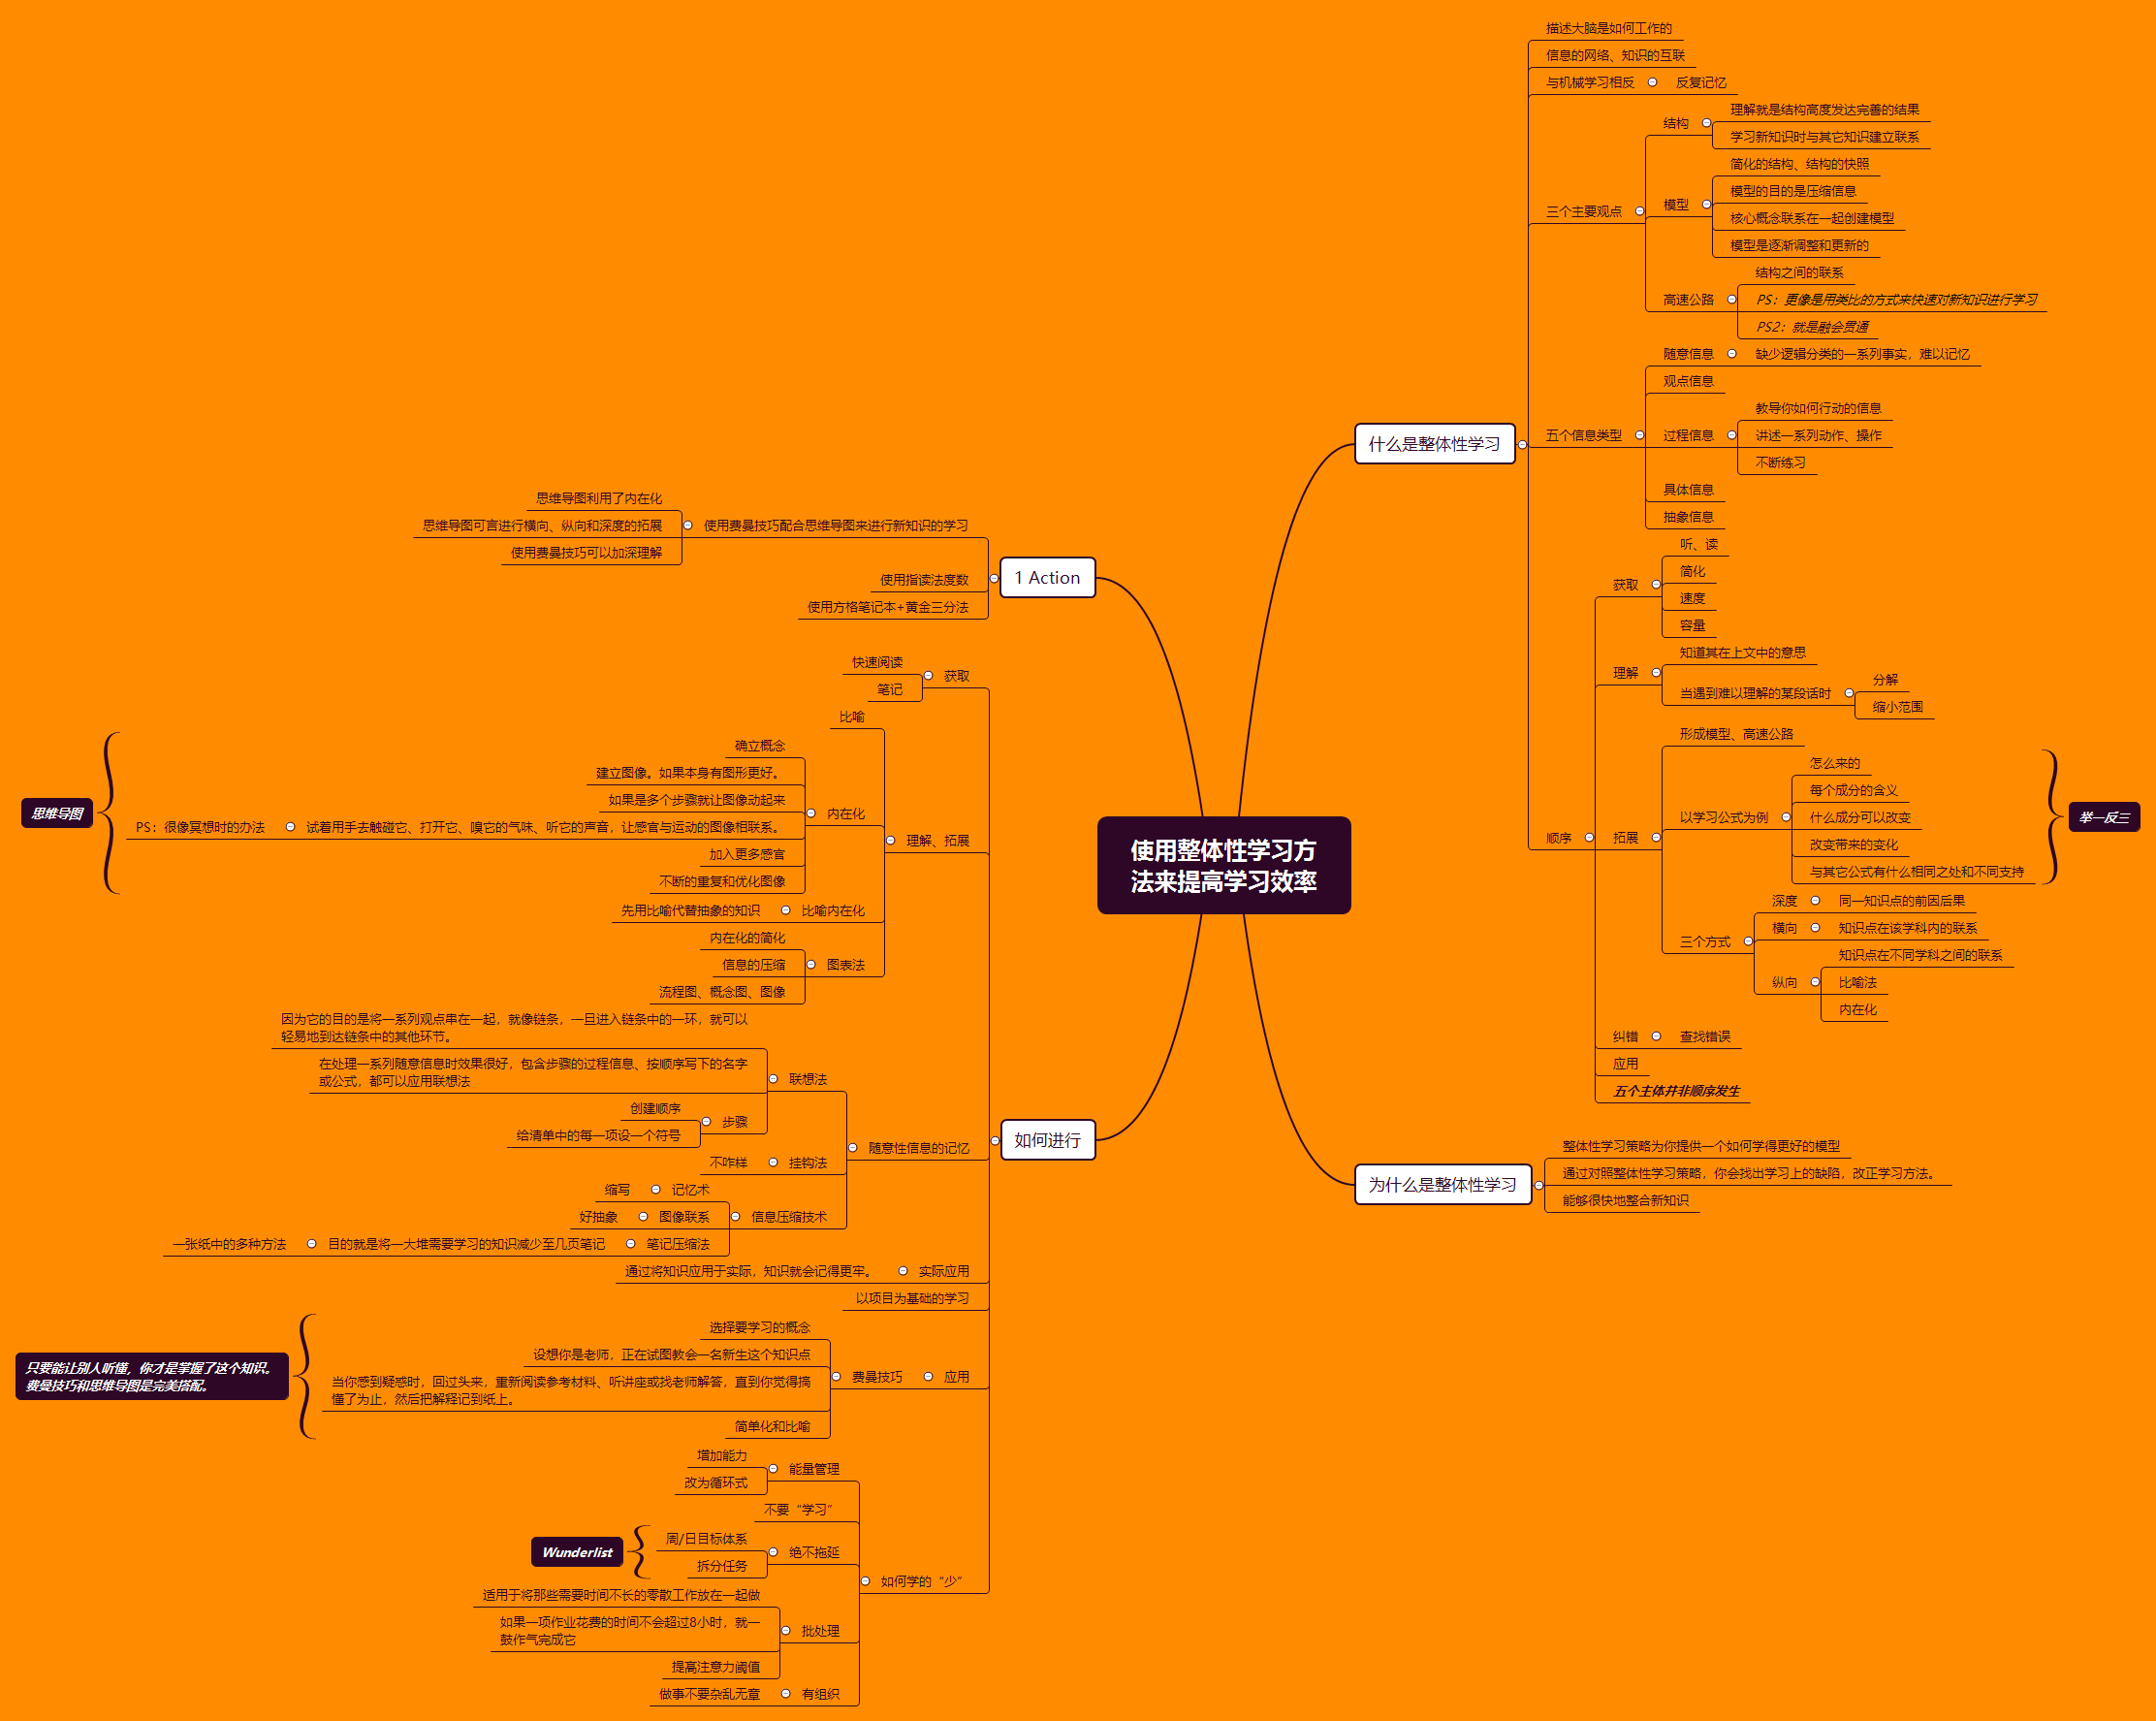 使用整体性学习方
法来提高学习效率
什么是整体性学习
描述大脑是如何工作的
信息的网络、知识的互联
与机械学习相反
反复记忆
三个主要观点
结构
理解就是结构高度发达完善的结果
学习新知识时与其它知识建立联系
模型
简化的结构、结构的快照
模型的目的是压缩信息
核心概念联系在一起创建模型
模型是逐渐调整和更新的
高速公路
结构之间的联系
PS：更像是用类比的方式来快速对新知识进行学习
PS2：就是融会贯通
五个信息类型
随意信息
缺少逻辑分类的一系列事实，难以记忆
观点信息
过程信息
教导你如何行动的信息
讲述一系列动作、操作
不断练习
具体信息
抽象信息
顺序
获取
听、读
简化
速度
容量
理解
知道其在上文中的意思
当遇到难以理解的某段话时
分解
缩小范围
拓展
形成模型、高速公路
以学习公式为例
怎么来的
每个成分的含义
什么成分可以改变
改变带来的变化
与其它公式有什么相同之处和不同支持
举一反三
三个方式
深度
同一知识点的前因后果
横向
知识点在该学科内的联系
纵向
知识点在不同学科之间的联系
比喻法
内在化
纠错
查找错误
应用
五个主体并非顺序发生
为什么是整体性学习
整体性学习策略为你提供一个如何学得更好的模型
通过对照整体性学习策略，你会找出学习上的缺陷，改正学习方法。
能够很快地整合新知识
1 Action
使用费曼技巧配合思维导图来进行新知识的学习
思维导图利用了内在化
思维导图可言进行横向、纵向和深度的拓展
使用费曼技巧可以加深理解
使用指读法度数
使用方格笔记本+黄金三分法
如何进行
获取
快速阅读
笔记
理解、拓展
比喻
内在化
确立概念
建立图像。如果本身有图形更好。
如果是多个步骤就让图像动起来
试着用手去触碰它、打开它、嗅它的气味、听它的声音，让感官与运动的图像相联系。
PS：很像冥想时的办法
加入更多感官
不断的重复和优化图像
思维导图
比喻内在化
先用比喻代替抽象的知识
图表法
内在化的简化
信息的压缩
流程图、概念图、图像
随意性信息的记忆
联想法
因为它的目的是将一系列观点串在一起，就像链条，一旦进入链条中的一环，就可以
轻易地到达链条中的其他环节。
在处理一系列随意信息时效果很好，包含步骤的过程信息、按顺序写下的名字
或公式，都可以应用联想法
步骤
创建顺序
给清单中的每一项设一个符号
挂钩法
不咋样
信息压缩技术
记忆术
缩写
图像联系
好抽象
笔记压缩法
目的就是将一大堆需要学习的知识减少至几页笔记
一张纸中的多种方法
实际应用
通过将知识应用于实际，知识就会记得更牢。
以项目为基础的学习
应用
费曼技巧
选择要学习的概念
设想你是老师，正在试图教会一名新生这个知识点
当你感到疑惑时，回过头来，重新阅读参考材料、听讲座或找老师解答，直到你觉得搞
懂了为止，然后把解释记到纸上。
简单化和比喻
只要能让别人听懂，你才是掌握了这个知识。
费曼技巧和思维导图是完美搭配。
如何学的“少”
能量管理
增加能力
改为循环式
不要“学习”
绝不拖延
周/日目标体系
拆分任务
Wunderlist
批处理
适用于将那些需要时间不长的零散工作放在一起做
如果一项作业花费的时间不会超过8小时，就一
鼓作气完成它
提高注意力阈值
有组织
做事不要杂乱无章